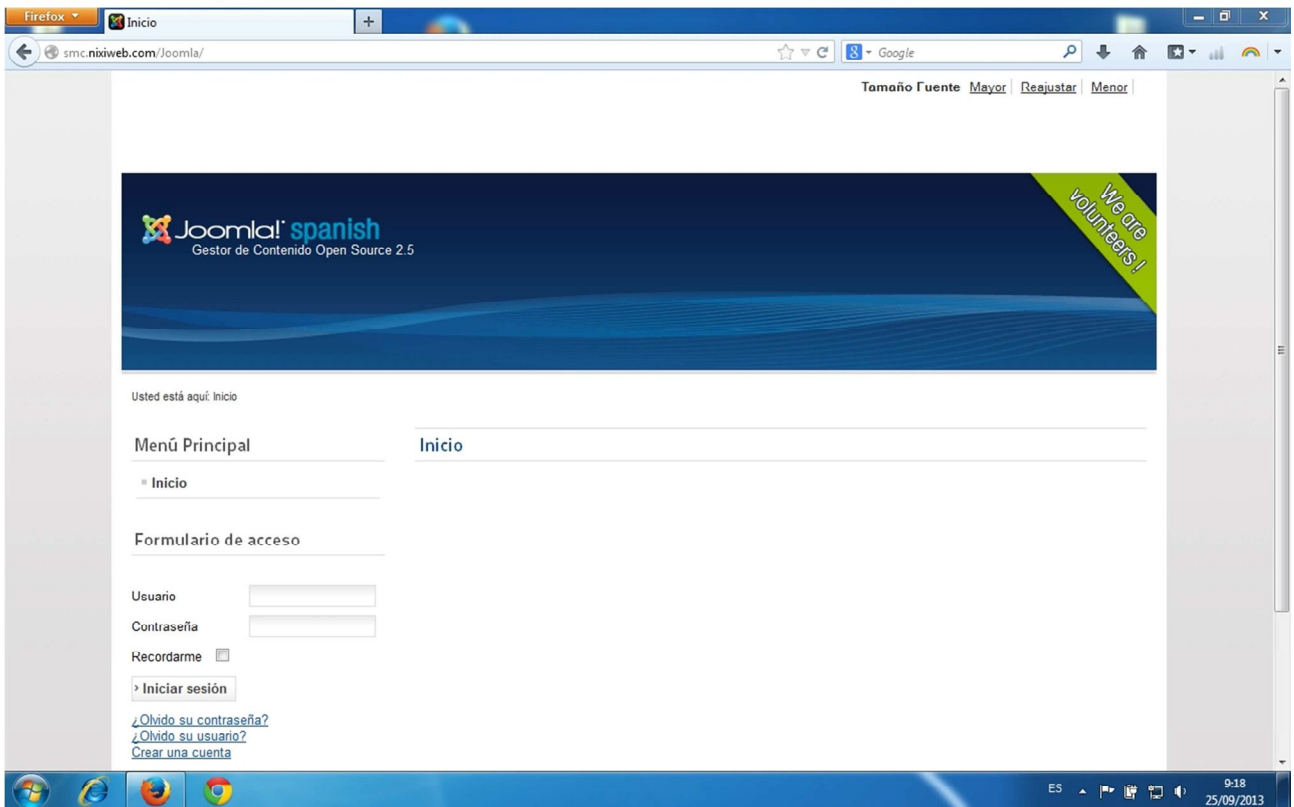 Firefox
Inicio
smc.nixiweb.com/Joomla/
Google
Tamaño Fuente Mayor Reajustar Menor
Joomla! spanish
Gestor de Contenido Open Source 2.5
We are
volunteers!
Usted está aquí: Inicio
Menú Principal
Inicio
Inicio
Formulario de acceso
Usuario
Contraseña
Recordarme
Iniciar sesión
¿Olvido su contraseña?
¿Olvido su usuario?
Crear una cuenta
ES
9:18
25/09/2013